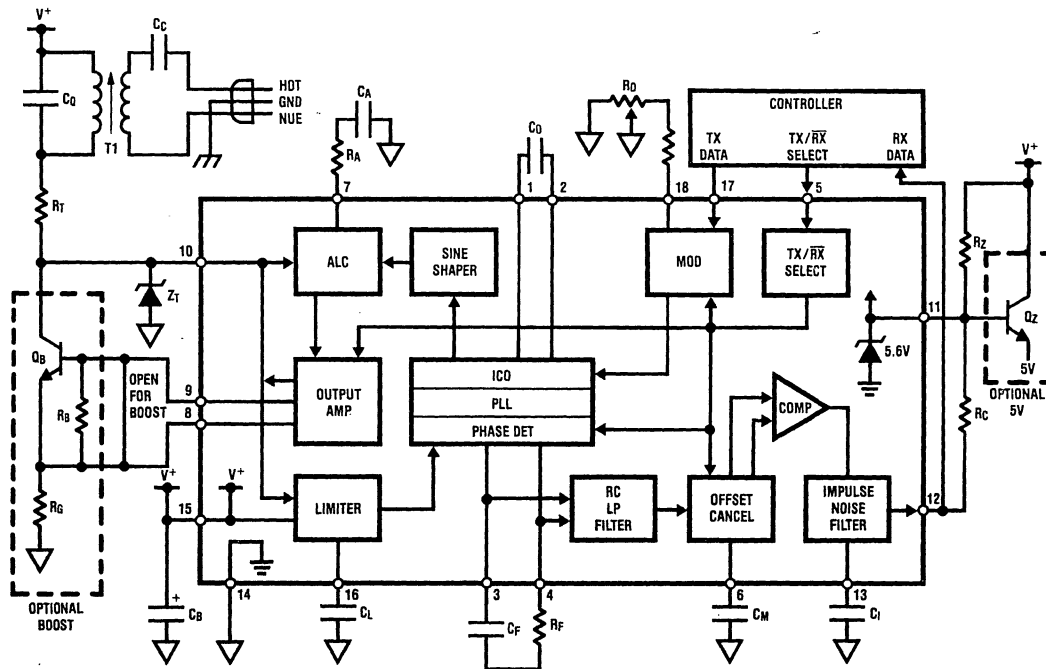 V+
CC
CQ
T1
HOT
GND
NUE
RT
CA
RA
CO
RO
CONTROLLER
TX DATA
TX/RX SELECT
RX DATA
V+
7
1
2
18
17
5
10
ZT
ALC
SINE SHAPER
MOD
TX/RX SELECT
RZ
11
QZ
5.6V
5V
OPTIONAL 5V
QB
RB
OPEN FOR BOOST
9
8
OUTPUT AMP.
ICO
PLL
PHASE DET
COMP
RC
RG
V+
V+
15
LIMITER
RC LP FILTER
OFFSET CANCEL
IMPULSE NOISE FILTER
12
OPTIONAL BOOST
+
CB
14
16
CL
3
CF
4
RF
6
CM
13
CI